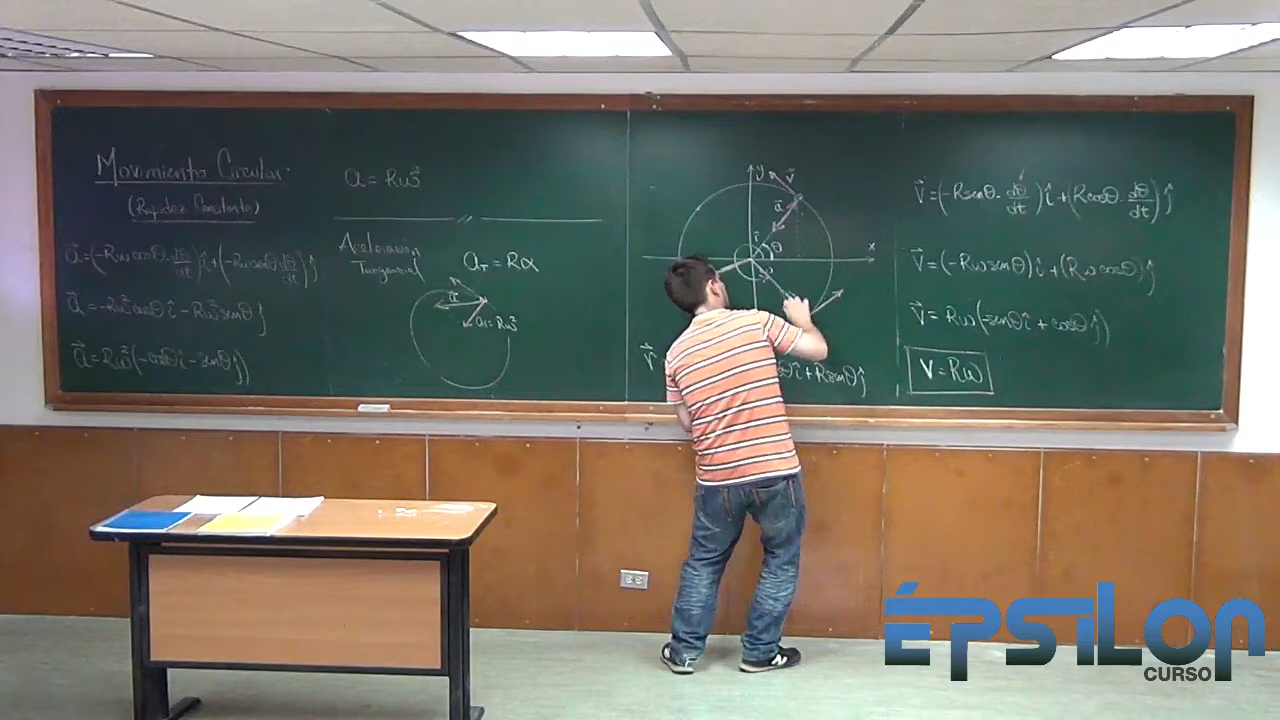 Movimiento Circular
(Rapidez Constante)
a⃗ = (-Rω cosθ · dθ/dt) î + (-Rω senθ dθ/dt) ĵ
a⃗ = -Rω² cosθ î - Rω² senθ ĵ
a⃗ = Rω² (-cosθ î - senθ ĵ)
a = Rω²
Aceleración
Tangencial
a_T = Rα
a⃗
a = Rω²
y
v⃗
a⃗
r⃗
θ
x
v⃗
θ î + R senθ ĵ
v⃗ = (-R senθ · dθ/dt) î + (R cosθ · dθ/dt) ĵ
v⃗ = (-Rω senθ) î + (Rω cosθ) ĵ
v⃗ = Rω (-senθ î + cosθ ĵ)
v = Rω
ÉPSILON
CURSO